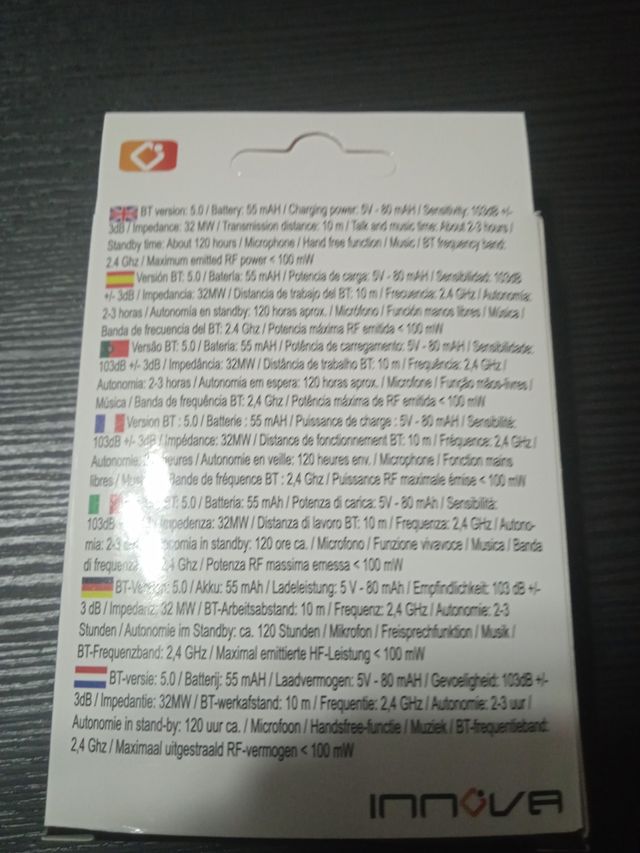 BT version: 5.0 / Battery: 55 mAH / Charging power: 5V - 80 mAH / Sensitivity: 103dB +/-
3dB / Impedance: 32 MW / Transmission distance: 10 m / Talk and music time: About 2-3 hours /
Standby time: About 120 hours / Microphone / Hand free function / Music / BT frequency band:
2.4 Ghz / Maximum emitted RF power < 100 mW
Versión BT: 5.0 / Batería: 55 mAH / Potencia de carga: 5V - 80 mAH / Sensibilidad: 103dB
+/- 3dB / Impedancia: 32MW / Distancia de trabajo del BT: 10 m / Frecuencia: 2.4 GHz / Autonomía:
2-3 horas / Autonomía en standby: 120 horas aprox. / Micrófono / Función manos libres / Música /
Banda de frecuencia del BT: 2.4 Ghz / Potencia máxima RF emitida < 100 mW
Versão BT: 5.0 / Bateria: 55 mAH / Potência de carregamento: 5V - 80 mAH / Sensibilidade:
103dB +/- 3dB / Impedância: 32MW / Distância de trabalho BT: 10 m / Frequência: 2,4 GHz /
Autonomia: 2-3 horas / Autonomia em espera: 120 horas aprox. / Microfone / Função mãos-livres /
Música / Banda de frequência BT: 2,4 Ghz / Potência máxima de RF emitida < 100 mW
Version BT : 5.0 / Batterie : 55 mAH / Puissance de charge : 5V - 80 mAH / Sensibilité:
103dB +/- 3dB / Impédance: 32MW / Distance de fonctionnement BT: 10 m / Fréquence: 2,4 GHz /
Autonomie: heures / Autonomie en veille: 120 heures env. / Microphone / Fonction mains
libres / Bande de fréquence BT : 2,4 Ghz / Puissance RF maximale émise < 100 mW
BT: 5.0 / Batteria: 55 mAh / Potenza di carica: 5V - 80 mAh / Sensibilità:
103dB Impedenza: 32MW / Distanza di lavoro BT: 10 m / Frequenza: 2,4 GHz / Autono-
mia: 2-3 in standby: 120 ore ca. / Microfono / Funzione vivavoce / Musica / Banda
di Ghz / Potenza RF massima emessa < 100 mW
BT-Version: 5.0 / Akku: 55 mAh / Ladeleistung: 5 V - 80 mAh / Empfindlichkeit: 103 dB +/-
3 dB / Impedanz: 32 MW / BT-Arbeitsabstand: 10 m / Frequenz: 2,4 GHz / Autonomie: 2-3
Stunden / Autonomie im Standby: ca. 120 Stunden / Mikrofon / Freisprechfunktion / Musik /
BT-Frequenzband: 2,4 GHz / Maximal emittierte HF-Leistung < 100 mW
BT-versie: 5.0 / Batterij: 55 mAH / Laadvermogen: 5V - 80 mAH / Gevoeligheid: 103dB +/-
3dB / Impedantie: 32MW / BT-werkafstand: 10 m / Frequentie: 2,4 GHz / Autonomie: 2-3 uur /
Autonomie in stand-by: 120 uur ca. / Microfoon / Handsfree-functie / Muziek / BT-frequentieband:
2,4 Ghz / Maximaal uitgestraald RF-vermogen < 100 mW
INNOVA